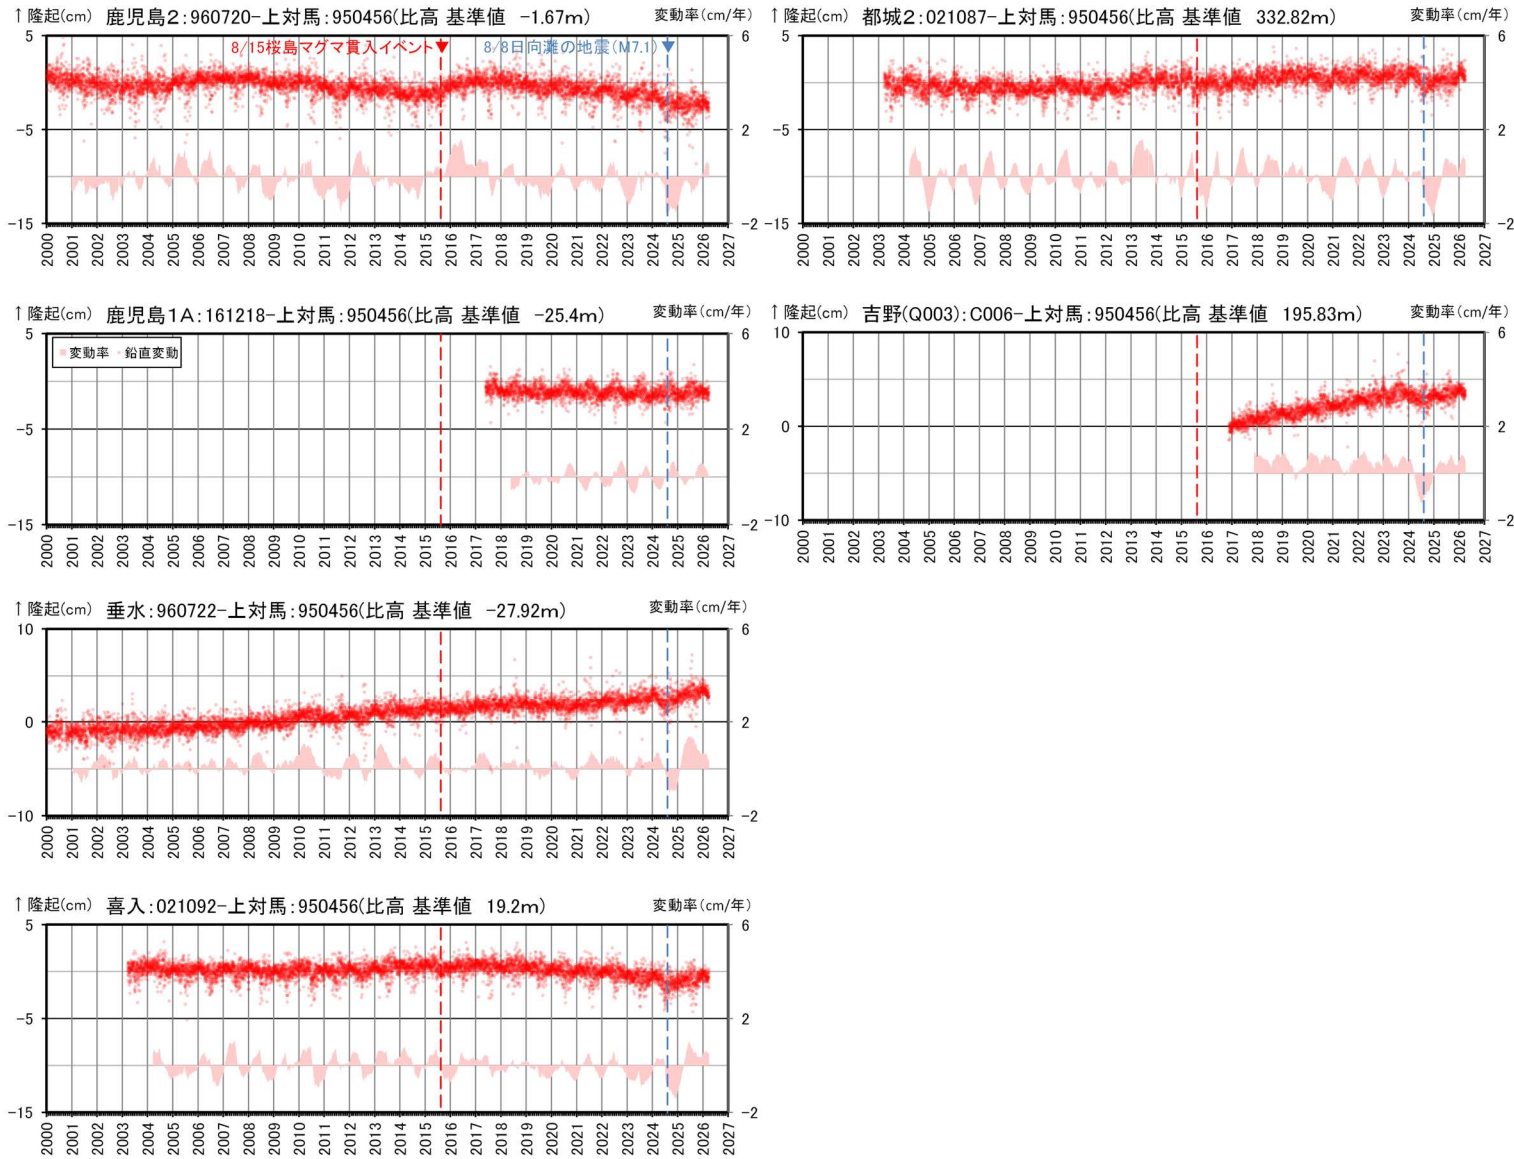 ↑隆起(cm) 鹿児島2:960720-上対馬:950456(比高 基準値 -1.67m) 変動率(cm/年)
8/15桜島マグマ貫入イベント▼ 8/8日向灘の地震(M7.1)▼
5 6
-5 2
-15 -2
2000 2001 2002 2003 2004 2005 2006 2007 2008 2009 2010 2011 2012 2013 2014 2015 2016 2017 2018 2019 2020 2021 2022 2023 2024 2025 2026 2027
↑隆起(cm) 都城2:021087-上対馬:950456(比高 基準値 332.82m) 変動率(cm/年)
5 6
-5 2
-15 -2
2000 2001 2002 2003 2004 2005 2006 2007 2008 2009 2010 2011 2012 2013 2014 2015 2016 2017 2018 2019 2020 2021 2022 2023 2024 2025 2026 2027
↑隆起(cm) 鹿児島1A:161218-上対馬:950456(比高 基準値 -25.4m) 変動率(cm/年)
変動率 鉛直変動
5 6
-5 2
-15 -2
2000 2001 2002 2003 2004 2005 2006 2007 2008 2009 2010 2011 2012 2013 2014 2015 2016 2017 2018 2019 2020 2021 2022 2023 2024 2025 2026 2027
↑隆起(cm) 吉野(Q003):C006-上対馬:950456(比高 基準値 195.83m) 変動率(cm/年)
10 6
0 2
-10 -2
2000 2001 2002 2003 2004 2005 2006 2007 2008 2009 2010 2011 2012 2013 2014 2015 2016 2017 2018 2019 2020 2021 2022 2023 2024 2025 2026 2027
↑隆起(cm) 垂水:960722-上対馬:950456(比高 基準値 -27.92m) 変動率(cm/年)
10 6
0 2
-10 -2
2000 2001 2002 2003 2004 2005 2006 2007 2008 2009 2010 2011 2012 2013 2014 2015 2016 2017 2018 2019 2020 2021 2022 2023 2024 2025 2026 2027
↑隆起(cm) 喜入:021092-上対馬:950456(比高 基準値 19.2m) 変動率(cm/年)
5 6
-5 2
-15 -2
2000 2001 2002 2003 2004 2005 2006 2007 2008 2009 2010 2011 2012 2013 2014 2015 2016 2017 2018 2019 2020 2021 2022 2023 2024 2025 2026 2027